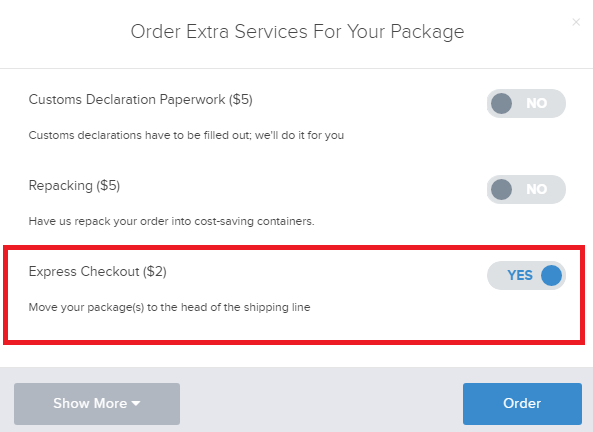 Order Extra Services For Your Package
×
Customs Declaration Paperwork ($5)
NO
Customs declarations have to be filled out; we'll do it for you
Repacking ($5)
NO
Have us repack your order into cost-saving containers.
Express Checkout ($2)
YES
Move your package(s) to the head of the shipping line
Show More
Order